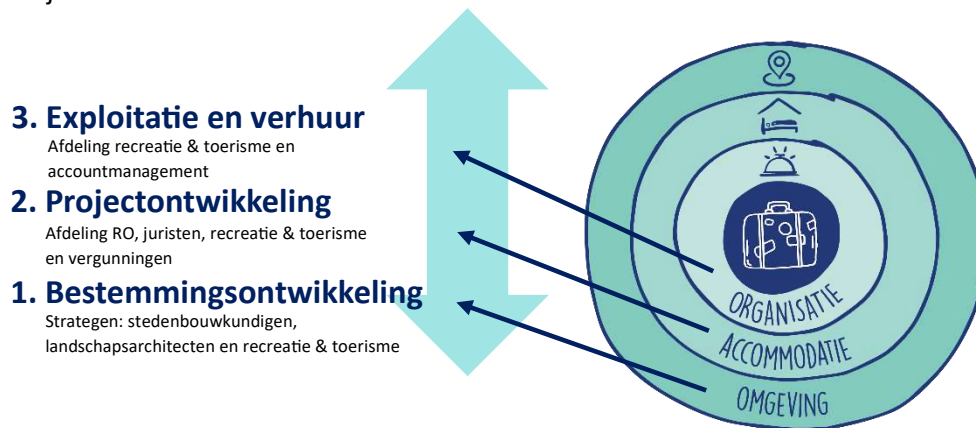 3. Exploitatie en verhuur
Afdeling recreatie & toerisme en
accountmanagement
2. Projectontwikkeling
Afdeling RO, juristen, recreatie & toerisme
en vergunningen
1. Bestemmingsontwikkeling
Strategen: stedenbouwkundigen,
landschapsarchitecten en recreatie & toerisme
ORGANISATIE
ACCOMMODATIE
OMGEVING